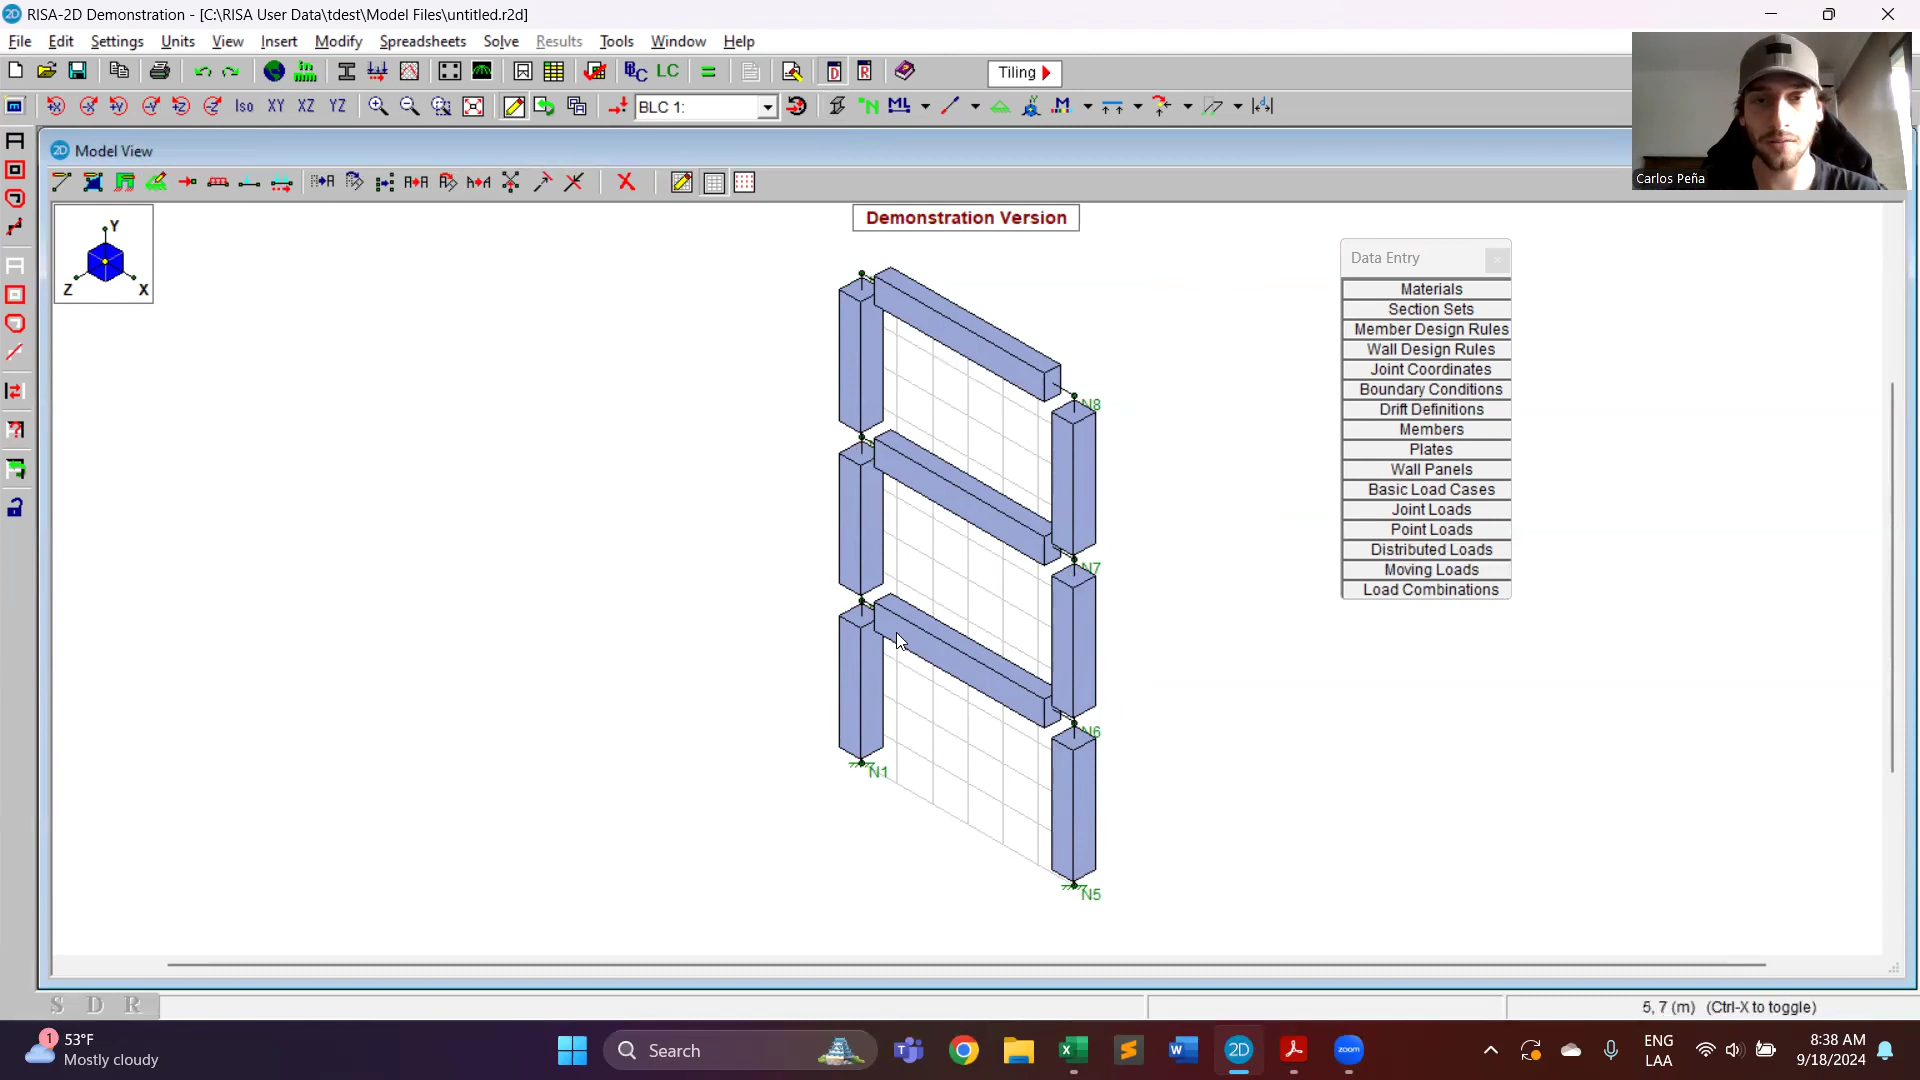 RISA-2D Demonstration - [C:\RISA User Data\tdest\Model Files\untitled.r2d]
File Edit Settings Units View Insert Modify Spreadsheets Solve Results Tools Window Help
Tiling
Iso XY XZ YZ
BLC 1:
Carlos Peña
Model View
Demonstration Version
Y
Z X
Data Entry
Materials
Section Sets
Member Design Rules
Wall Design Rules
Joint Coordinates
Boundary Conditions
Drift Definitions
Members
Plates
Wall Panels
Basic Load Cases
Joint Loads
Point Loads
Distributed Loads
Moving Loads
Load Combinations
N8
N7
N6
N1
N5
S D R
5, 7 (m) (Ctrl-X to toggle)
1
53°F
Mostly cloudy
Search
2D
zoom
ENG
LAA
8:38 AM
9/18/2024